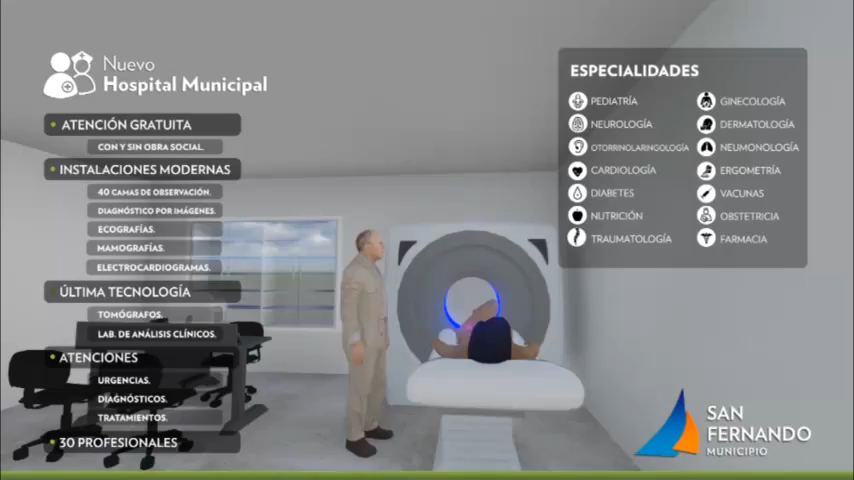 Nuevo
Hospital Municipal
ATENCIÓN GRATUITA
CON Y SIN OBRA SOCIAL.
INSTALACIONES MODERNAS
40 CAMAS DE OBSERVACIÓN.
DIAGNÓSTICO POR IMÁGENES.
ECOGRAFÍAS.
MAMOGRAFÍAS.
ELECTROCARDIOGRAMAS.
ÚLTIMA TECNOLOGÍA
TOMÓGRAFOS.
LAB. DE ANÁLISIS CLÍNICOS.
ATENCIONES
URGENCIAS.
DIAGNÓSTICOS.
TRATAMIENTOS.
30 PROFESIONALES
ESPECIALIDADES
PEDIATRÍA
NEUROLOGÍA
OTORRINOLARINGOLOGÍA
CARDIOLOGÍA
DIABETES
NUTRICIÓN
TRAUMATOLOGÍA
GINECOLOGÍA
DERMATOLOGÍA
NEUMONOLOGÍA
ERGOMETRÍA
VACUNAS
OBSTETRICIA
FARMACIA
SAN
FERNANDO
MUNICIPIO